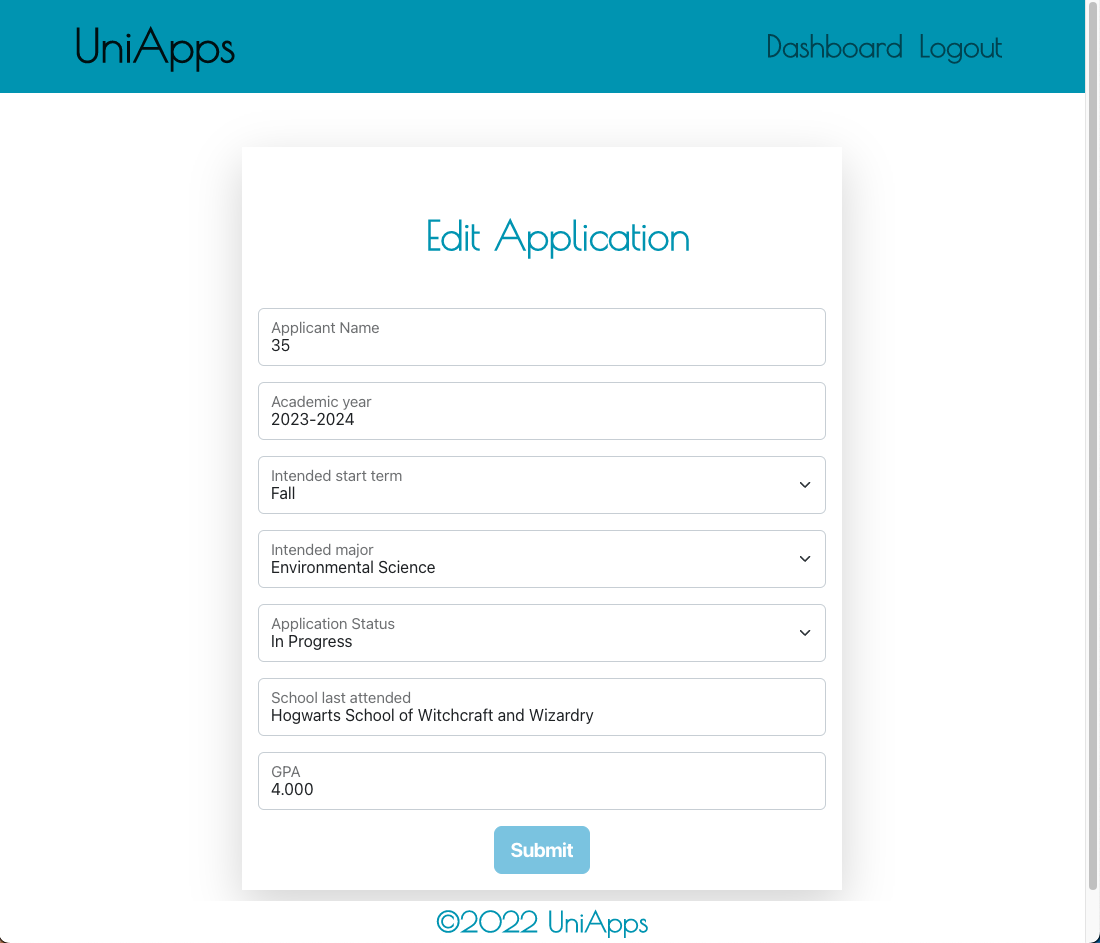 UniApps
Dashboard Logout
Edit Application
Applicant Name
35
Academic year
2023-2024
Intended start term
Fall
Intended major
Environmental Science
Application Status
In Progress
School last attended
Hogwarts School of Witchcraft and Wizardry
GPA
4.000
Submit
©2022 UniApps